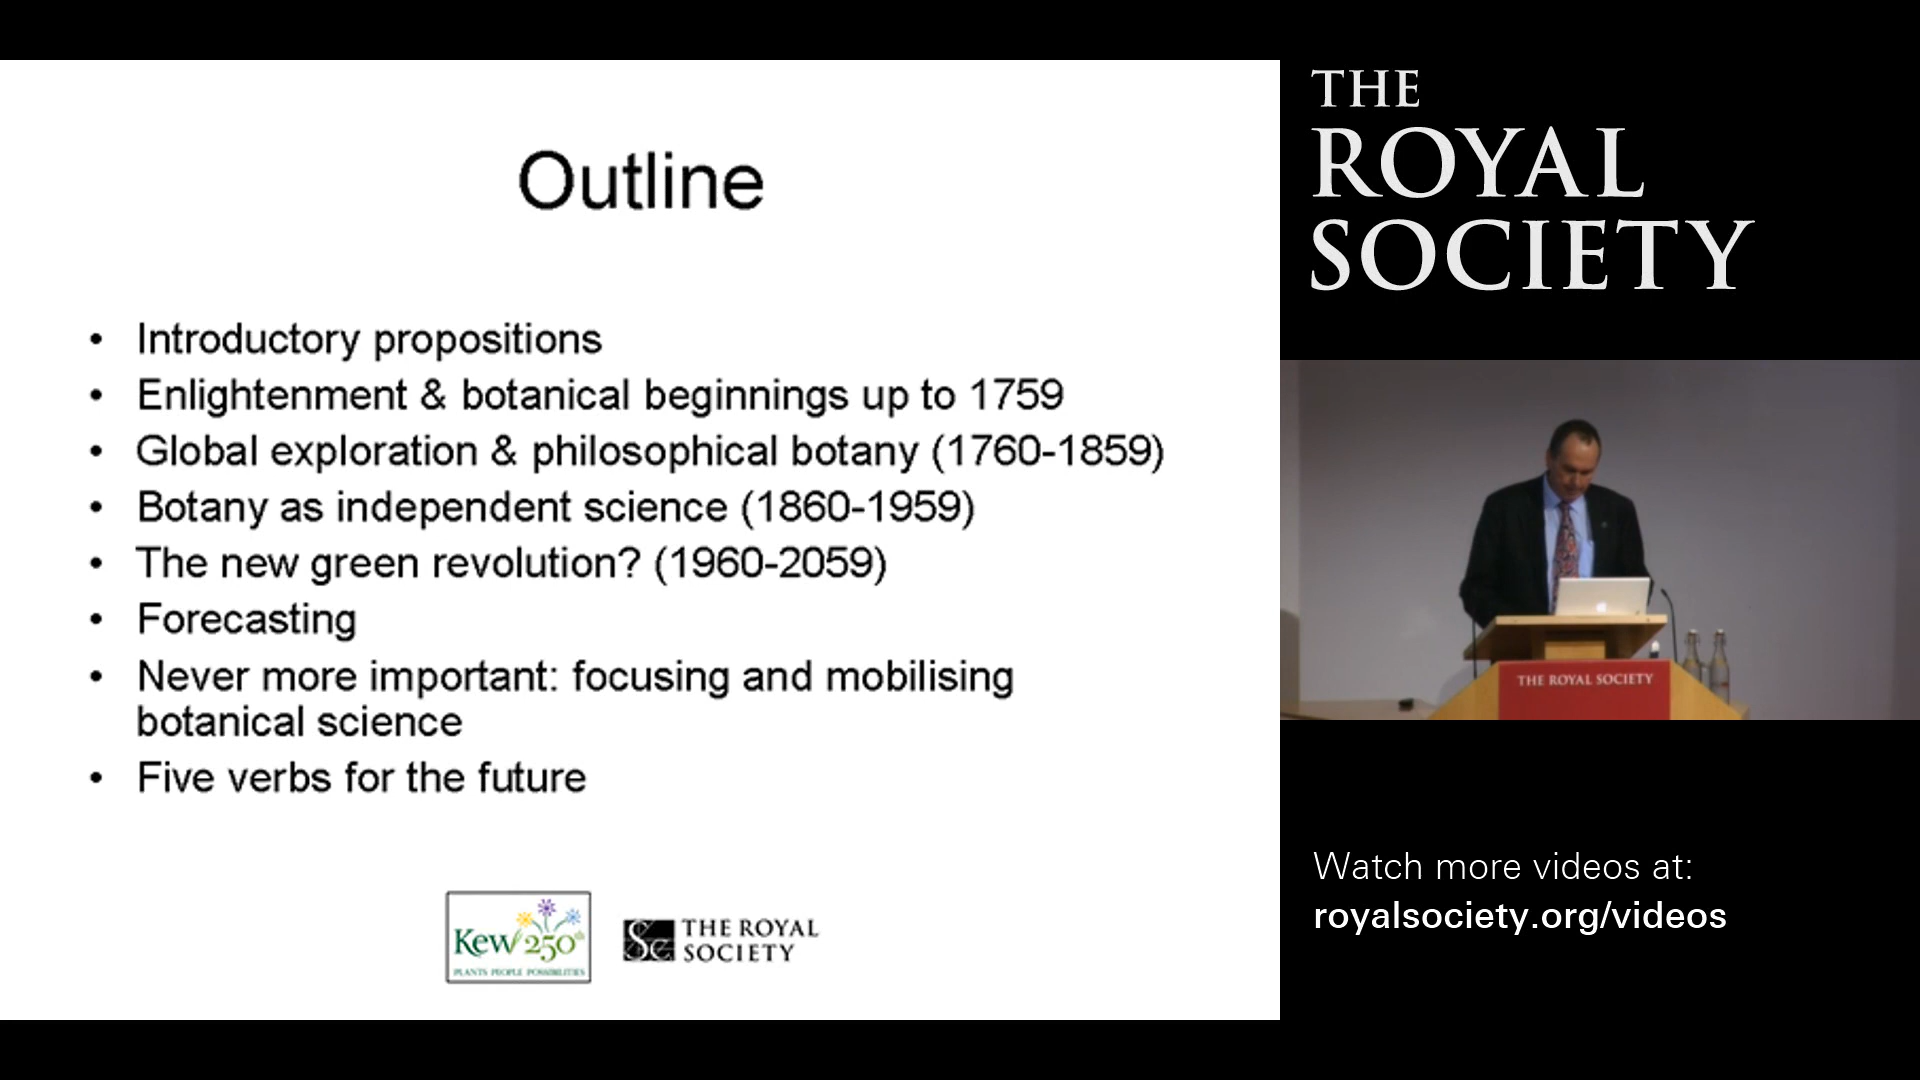 Outline
• Introductory propositions
• Enlightenment & botanical beginnings up to 1759
• Global exploration & philosophical botany (1760-1859)
• Botany as independent science (1860-1959)
• The new green revolution? (1960-2059)
• Forecasting
• Never more important: focusing and mobilising
botanical science
• Five verbs for the future
Kew 250th
PLANTS PEOPLE POSSIBILITIES
THE ROYAL
SOCIETY
THE
ROYAL
SOCIETY
THE ROYAL SOCIETY
Watch more videos at:
royalsociety.org/videos